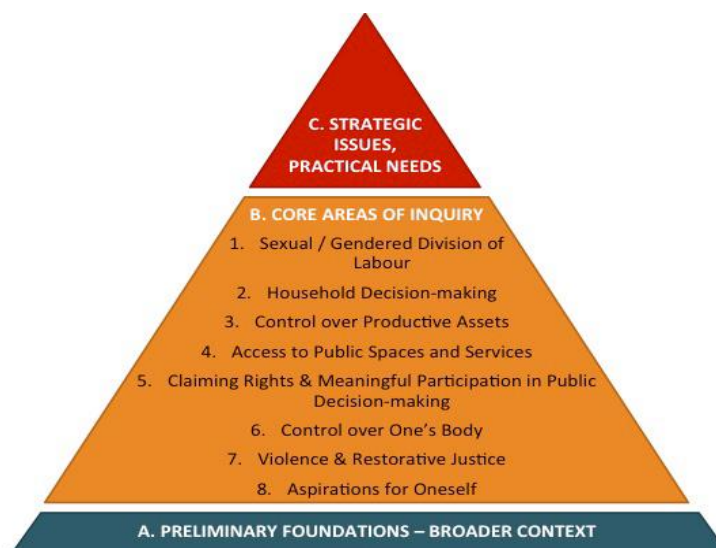 C. STRATEGIC
ISSUES,
PRACTICAL NEEDS
B. CORE AREAS OF INQUIRY
1. Sexual / Gendered Division of
Labour
2. Household Decision-making
3. Control over Productive Assets
4. Access to Public Spaces and Services
5. Claiming Rights & Meaningful Participation in Public
Decision-making
6. Control over One's Body
7. Violence & Restorative Justice
8. Aspirations for Oneself
A. PRELIMINARY FOUNDATIONS – BROADER CONTEXT